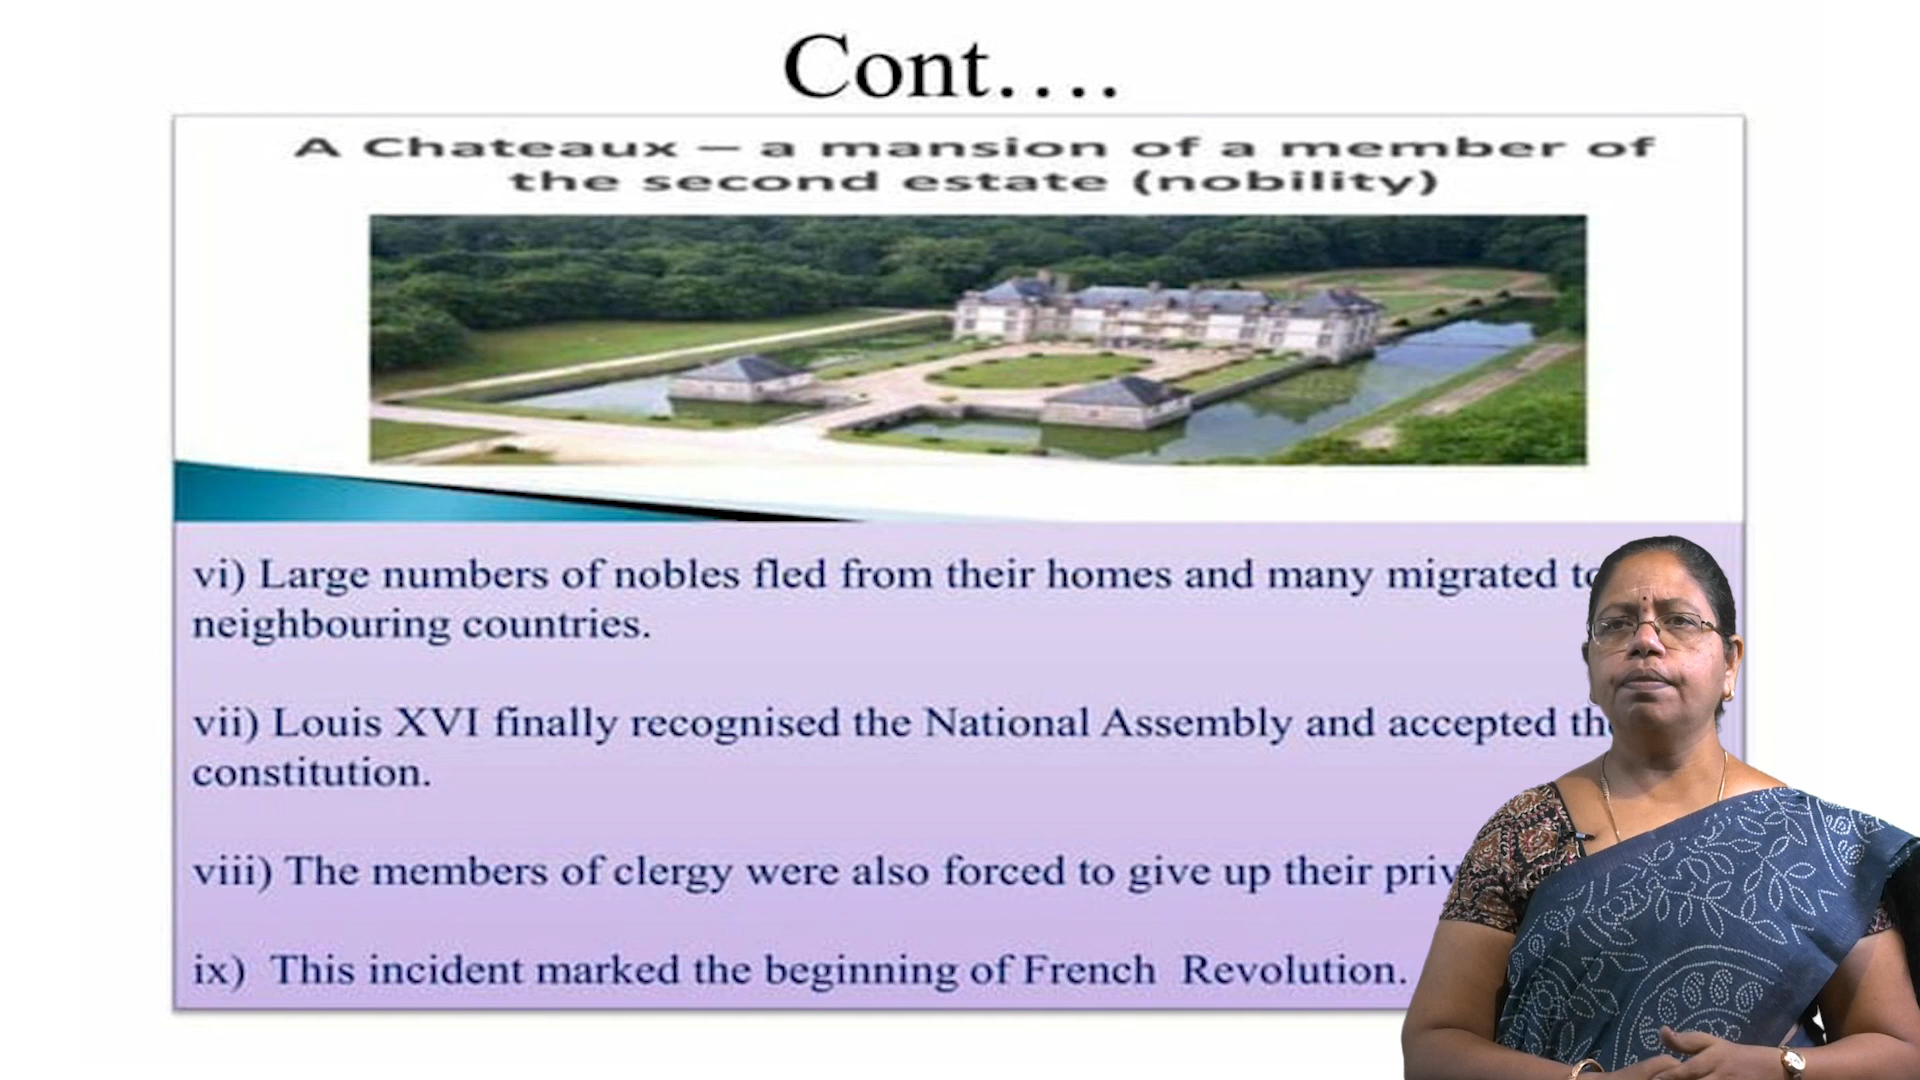 Cont....
A Chateaux – a mansion of a member of
the second estate (nobility)
vi) Large numbers of nobles fled from their homes and many migrated to
neighbouring countries.
vii) Louis XVI finally recognised the National Assembly and accepted
constitution.
viii) The members of clergy were also forced to give up their
ix) This incident marked the beginning of French Revolution.